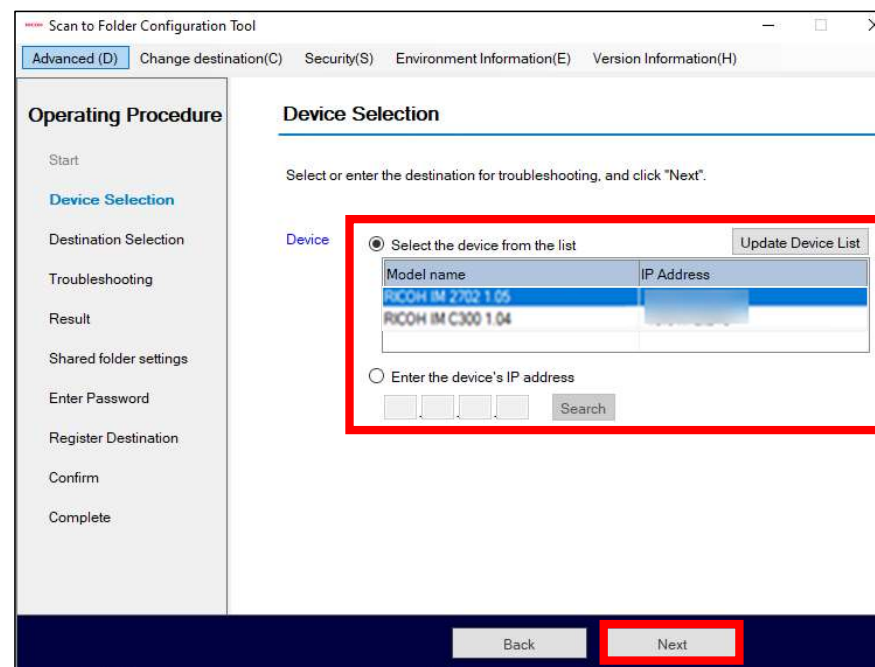 Scan to Folder Configuration Tool
Advanced (D) Change destination(C) Security(S) Environment Information(E) Version Information(H)
Operating Procedure
Start
Device Selection
Destination Selection
Troubleshooting
Result
Shared folder settings
Enter Password
Register Destination
Confirm
Complete
Device Selection
Select or enter the destination for troubleshooting, and click "Next".
Device
Select the device from the list
Update Device List
Model name IP Address
RICOH IM 2702 1.05
RICOH IM C300 1.04
Enter the device's IP address
. . . Search
Back Next